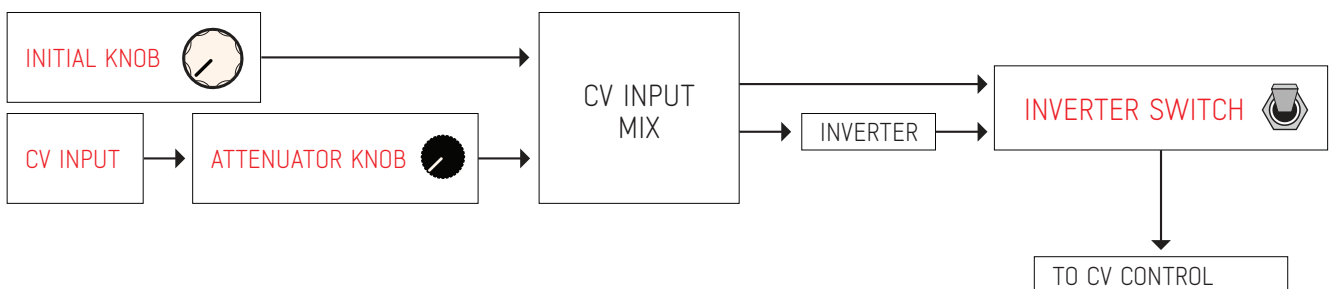 INITIAL KNOB
CV INPUT
ATTENUATOR KNOB
CV INPUT
MIX
INVERTER
INVERTER SWITCH
TO CV CONTROL